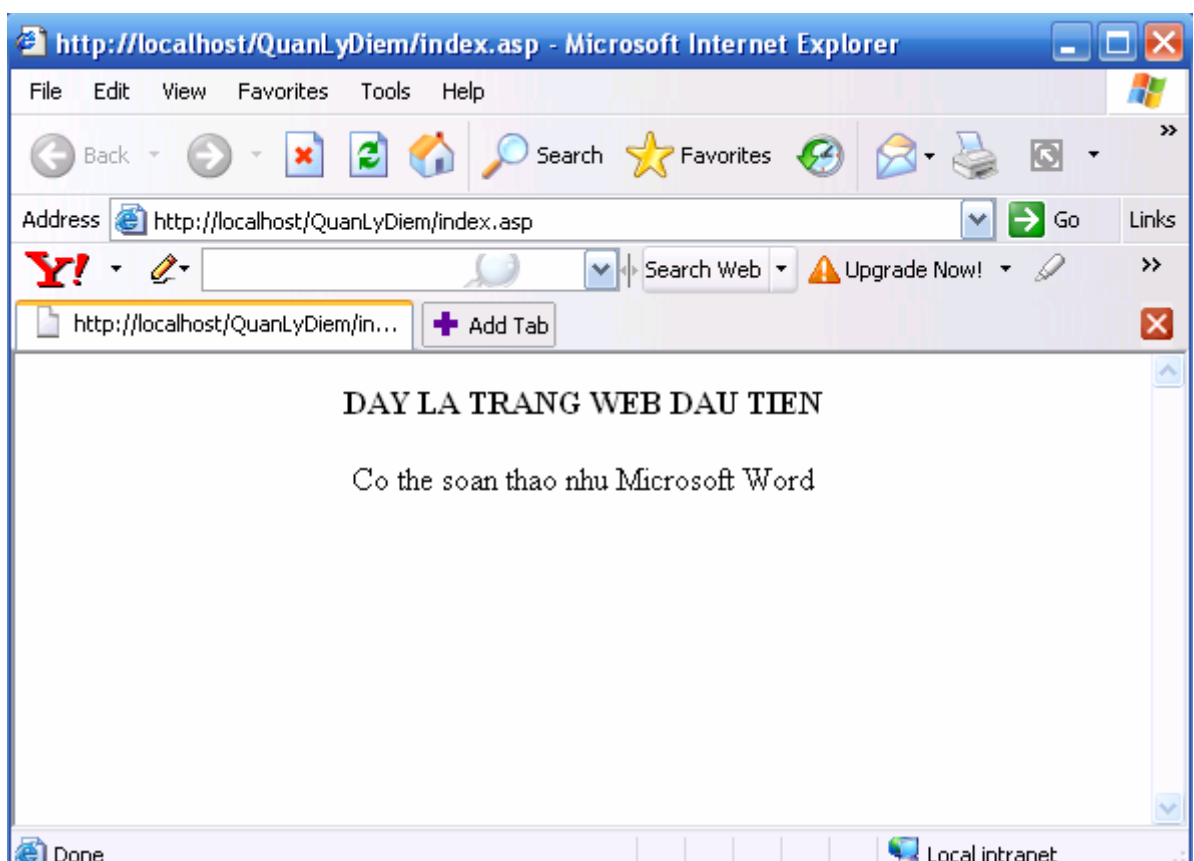 http://localhost/QuanLyDiem/index.asp - Microsoft Internet Explorer
File Edit View Favorites Tools Help
Back Search Favorites »
Address http://localhost/QuanLyDiem/index.asp Go Links
Y! Search Web Upgrade Now! »
http://localhost/QuanLyDiem/in... Add Tab
DAY LA TRANG WEB DAU TIEN
Co the soan thao nhu Microsoft Word
Done Local intranet